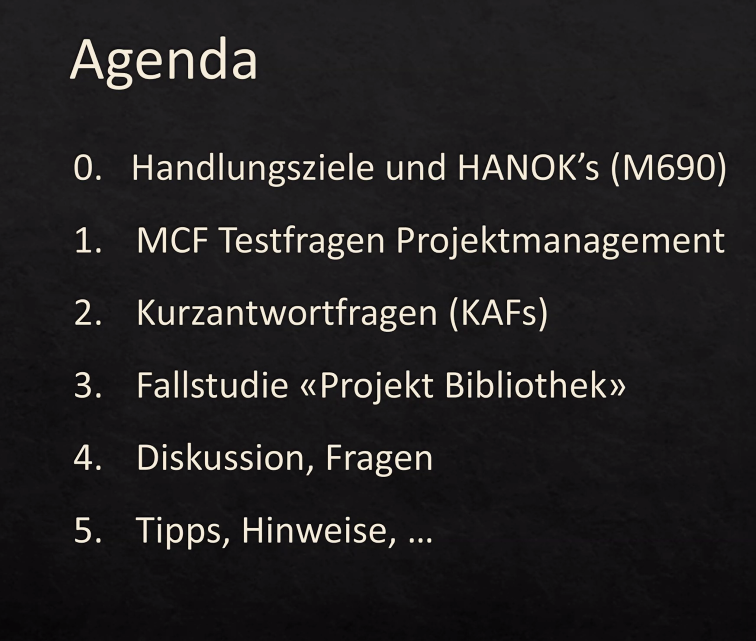 Agenda
0. Handlungsziele und HANOK’s (M690)
1. MCF Testfragen Projektmanagement
2. Kurzantwortfragen (KAFs)
3. Fallstudie «Projekt Bibliothek»
4. Diskussion, Fragen
5. Tipps, Hinweise, …